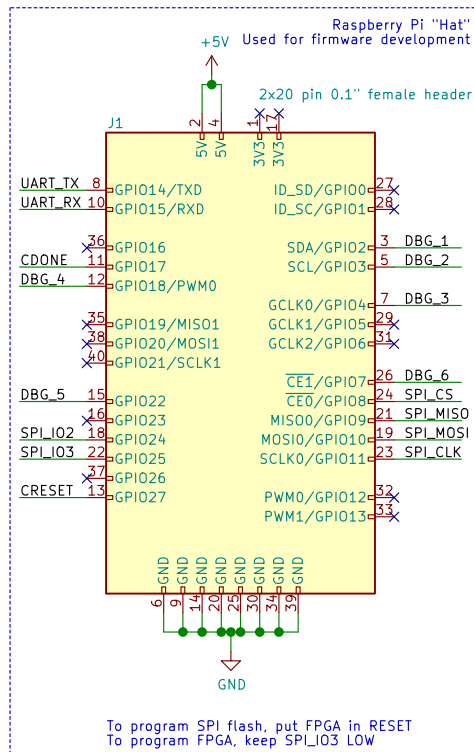 Raspberry Pi "Hat"
Used for firmware development
+5V
2x20 pin 0.1" female header
J1
2 4 1 17
5V 5V 3V3 3V3
UART_TX 8 GPIO14/TXD ID_SD/GPIO0 27
UART_RX 10 GPIO15/RXD ID_SC/GPIO1 28
36 GPIO16 SDA/GPIO2 3 DBG_1
CDONE 11 GPIO17 SCL/GPIO3 5 DBG_2
DBG_4 12 GPIO18/PWM0
GCLK0/GPIO4 7 DBG_3
35 GPIO19/MISO1 GCLK1/GPIO5 29
38 GPIO20/MOSI1 GCLK2/GPIO6 31
40 GPIO21/SCLK1
CE1/GPIO7 26 DBG_6
DBG_5 15 GPIO22 CE0/GPIO8 24 SPI_CS
16 GPIO23 MISO0/GPIO9 21 SPI_MISO
SPI_IO2 18 GPIO24 MOSI0/GPIO10 19 SPI_MOSI
SPI_IO3 22 GPIO25 SCLK0/GPIO11 23 SPI_CLK
37 GPIO26
CRESET 13 GPIO27 PWM0/GPIO12 32
PWM1/GPIO13 33
GND GND GND GND GND GND GND GND
6 9 14 20 25 30 34 39
GND
To program SPI flash, put FPGA in RESET
To program FPGA, keep SPI_IO3 LOW